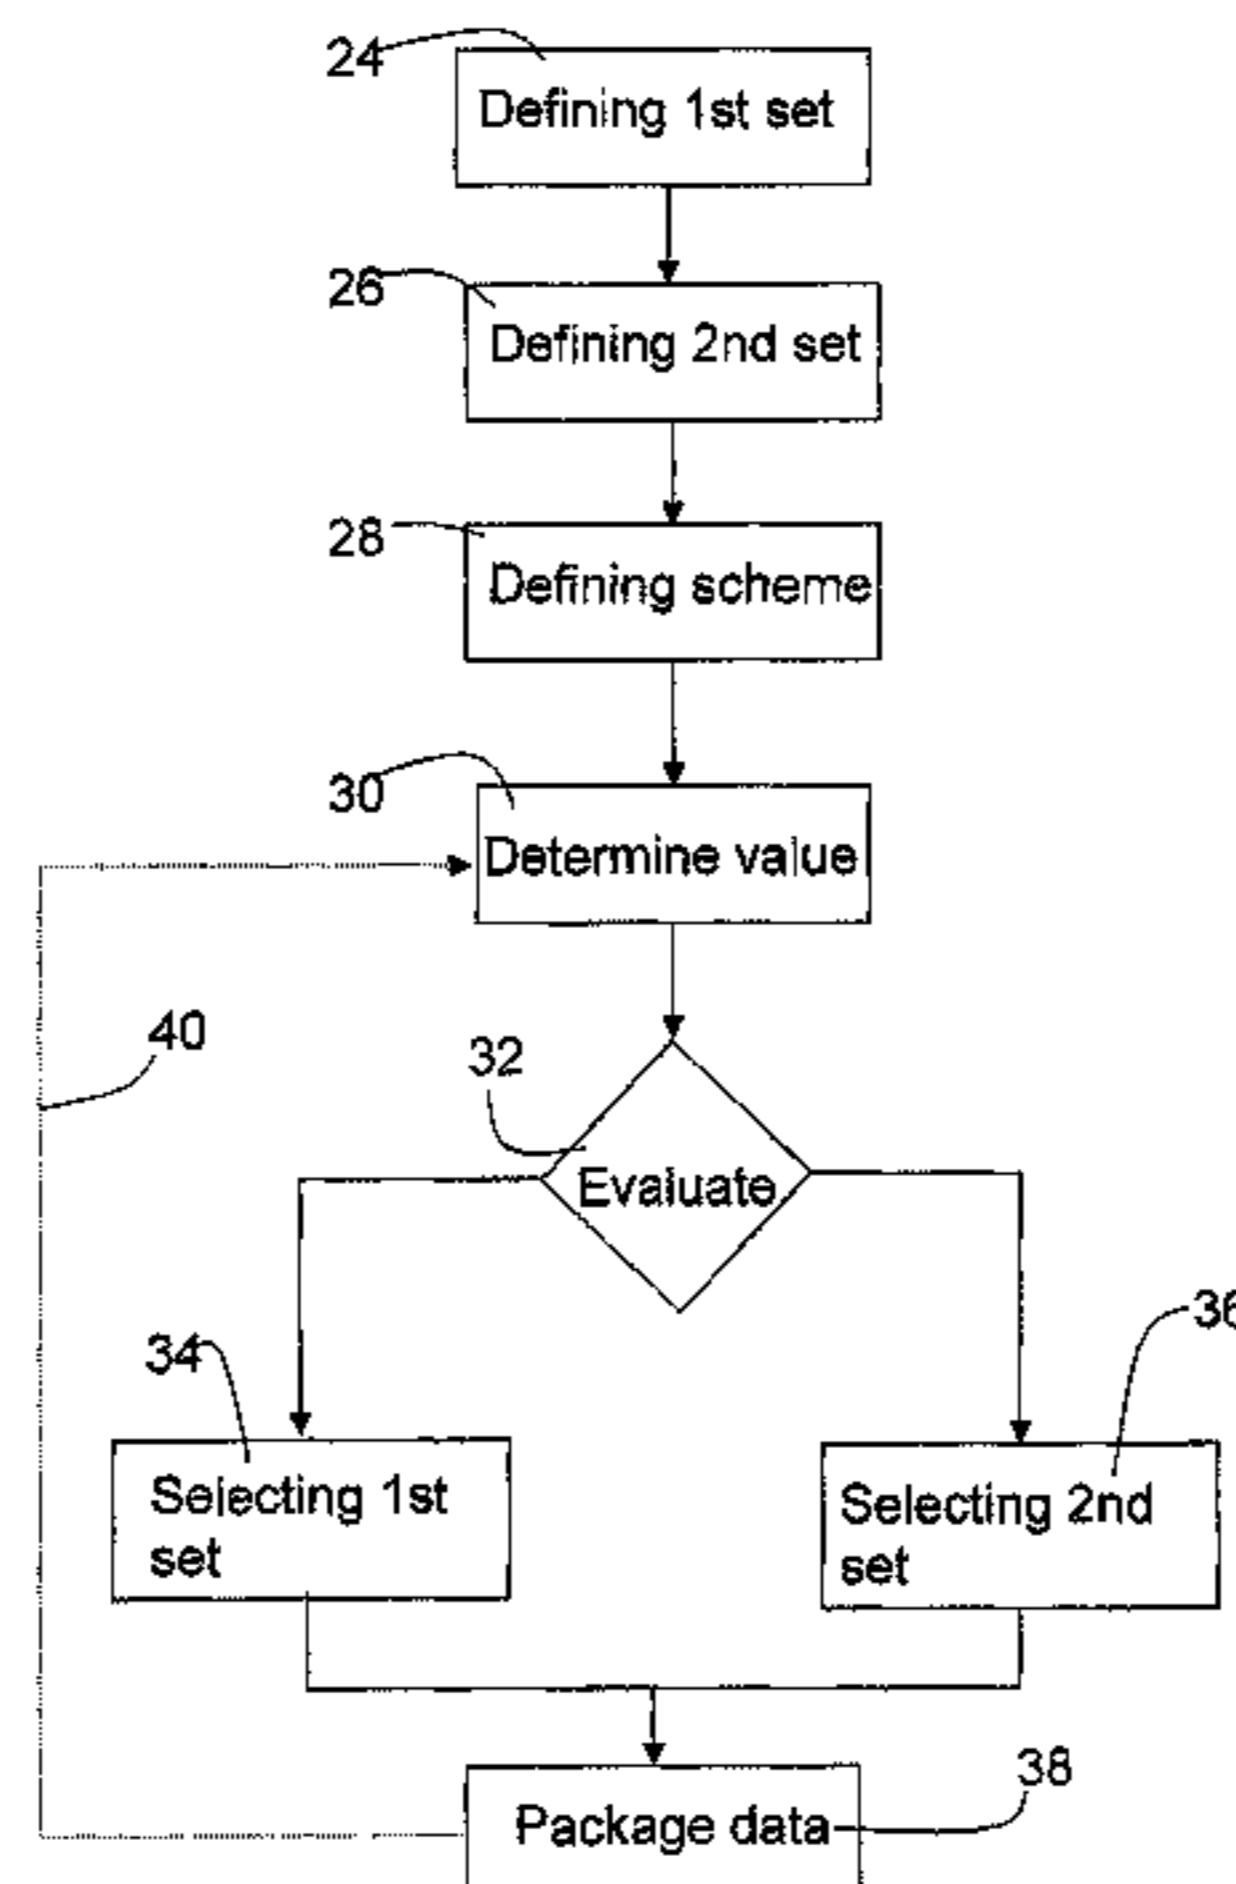 24
Defining 1st set
26
Defining 2nd set
28
Defining scheme
30
Determine value
40
32
Evaluate
36
34
Selecting 1st
set
Selecting 2nd
set
38
Package data